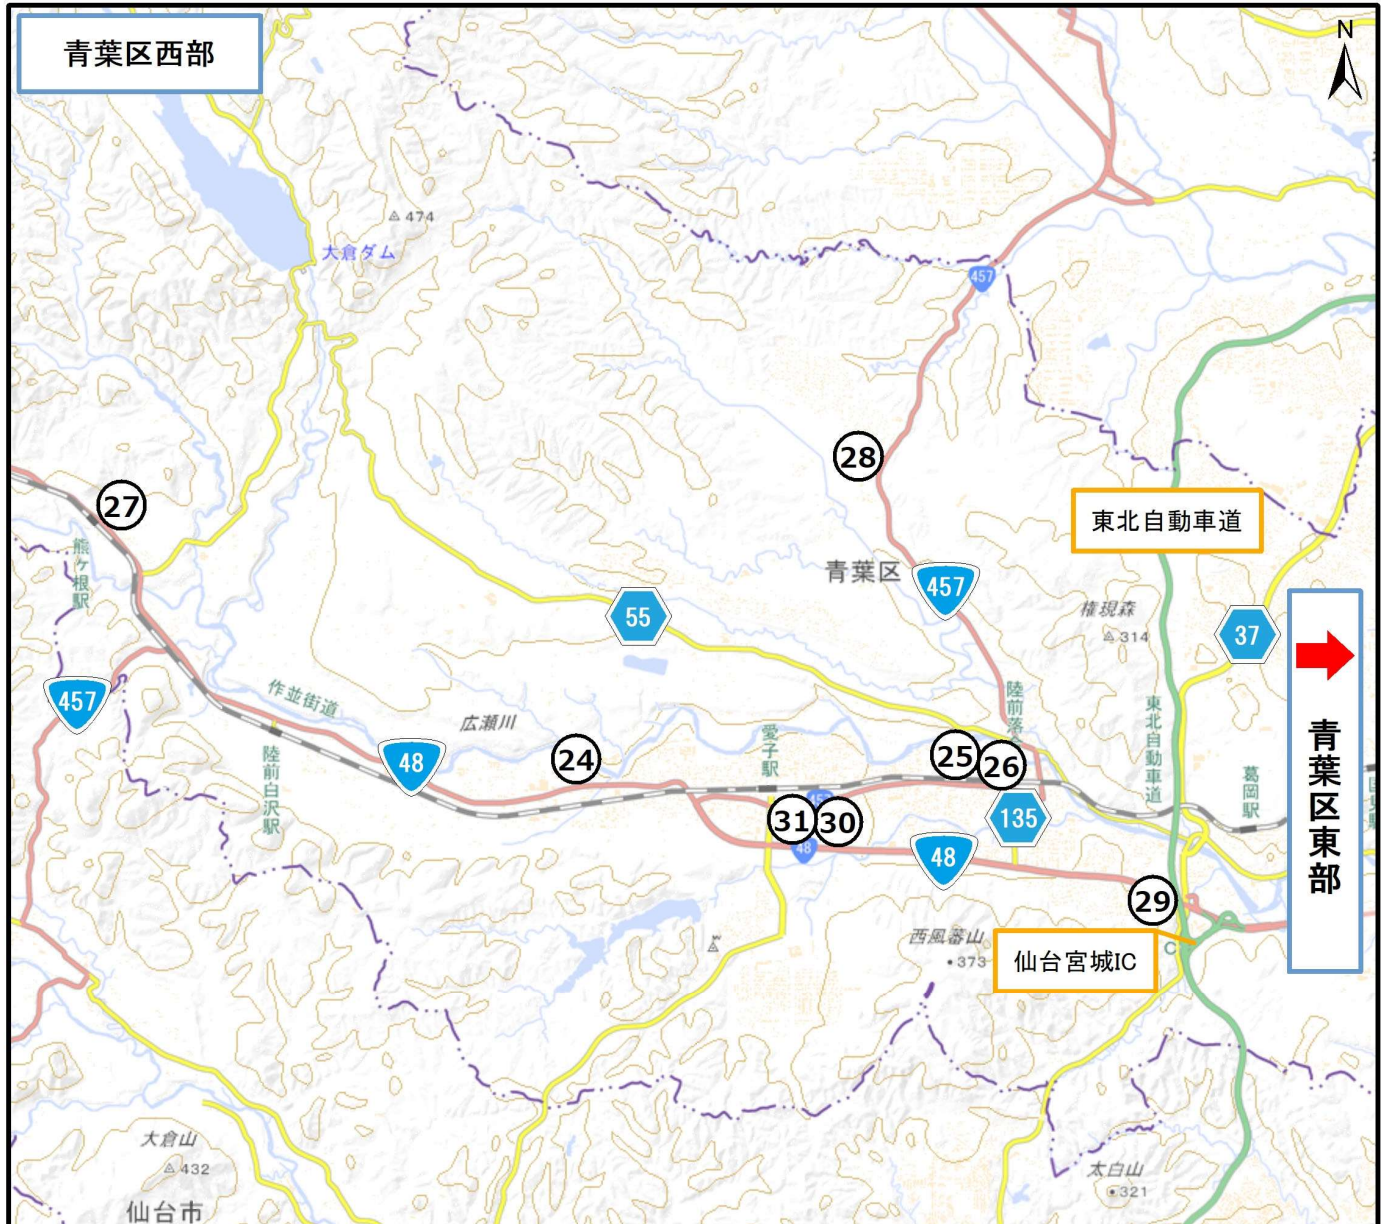 青葉区西部
N
474
大倉ダム
457
28
27
東北自動車道
熊ヶ根駅
青葉区
457
55
権現森
314
37
457
作並街道
広瀬川
陸前落
東北自動車道
青葉区東部
48
24
愛子駅
25
26
陸前白沢駅
葛岡駅
31
30
135
48
48
29
西風蕃山
373
仙台宮城IC
C
大倉山
432
太白山
321
仙台市